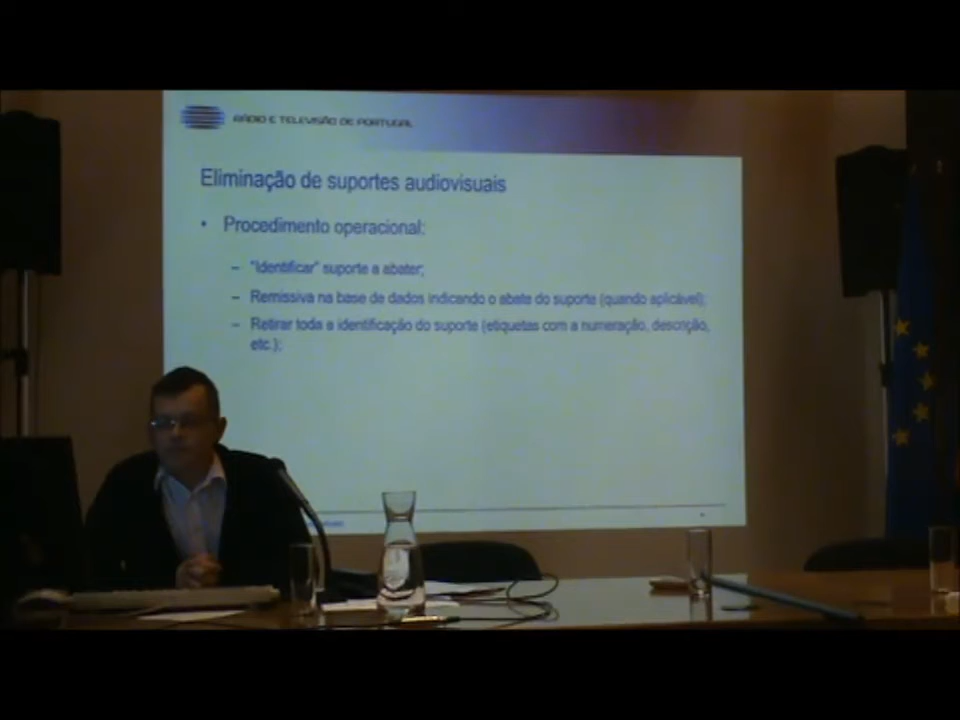 RÁDIO E TELEVISÃO DE PORTUGAL
Eliminação de suportes audiovisuais
• Procedimento operacional:
– "Identificar" suporte a abater;
– Remissiva na base de dados indicando o abate do suporte (quando aplicável);
– Retirar toda a identificação do suporte (etiquetas com a numeração, descrição,
etc.);